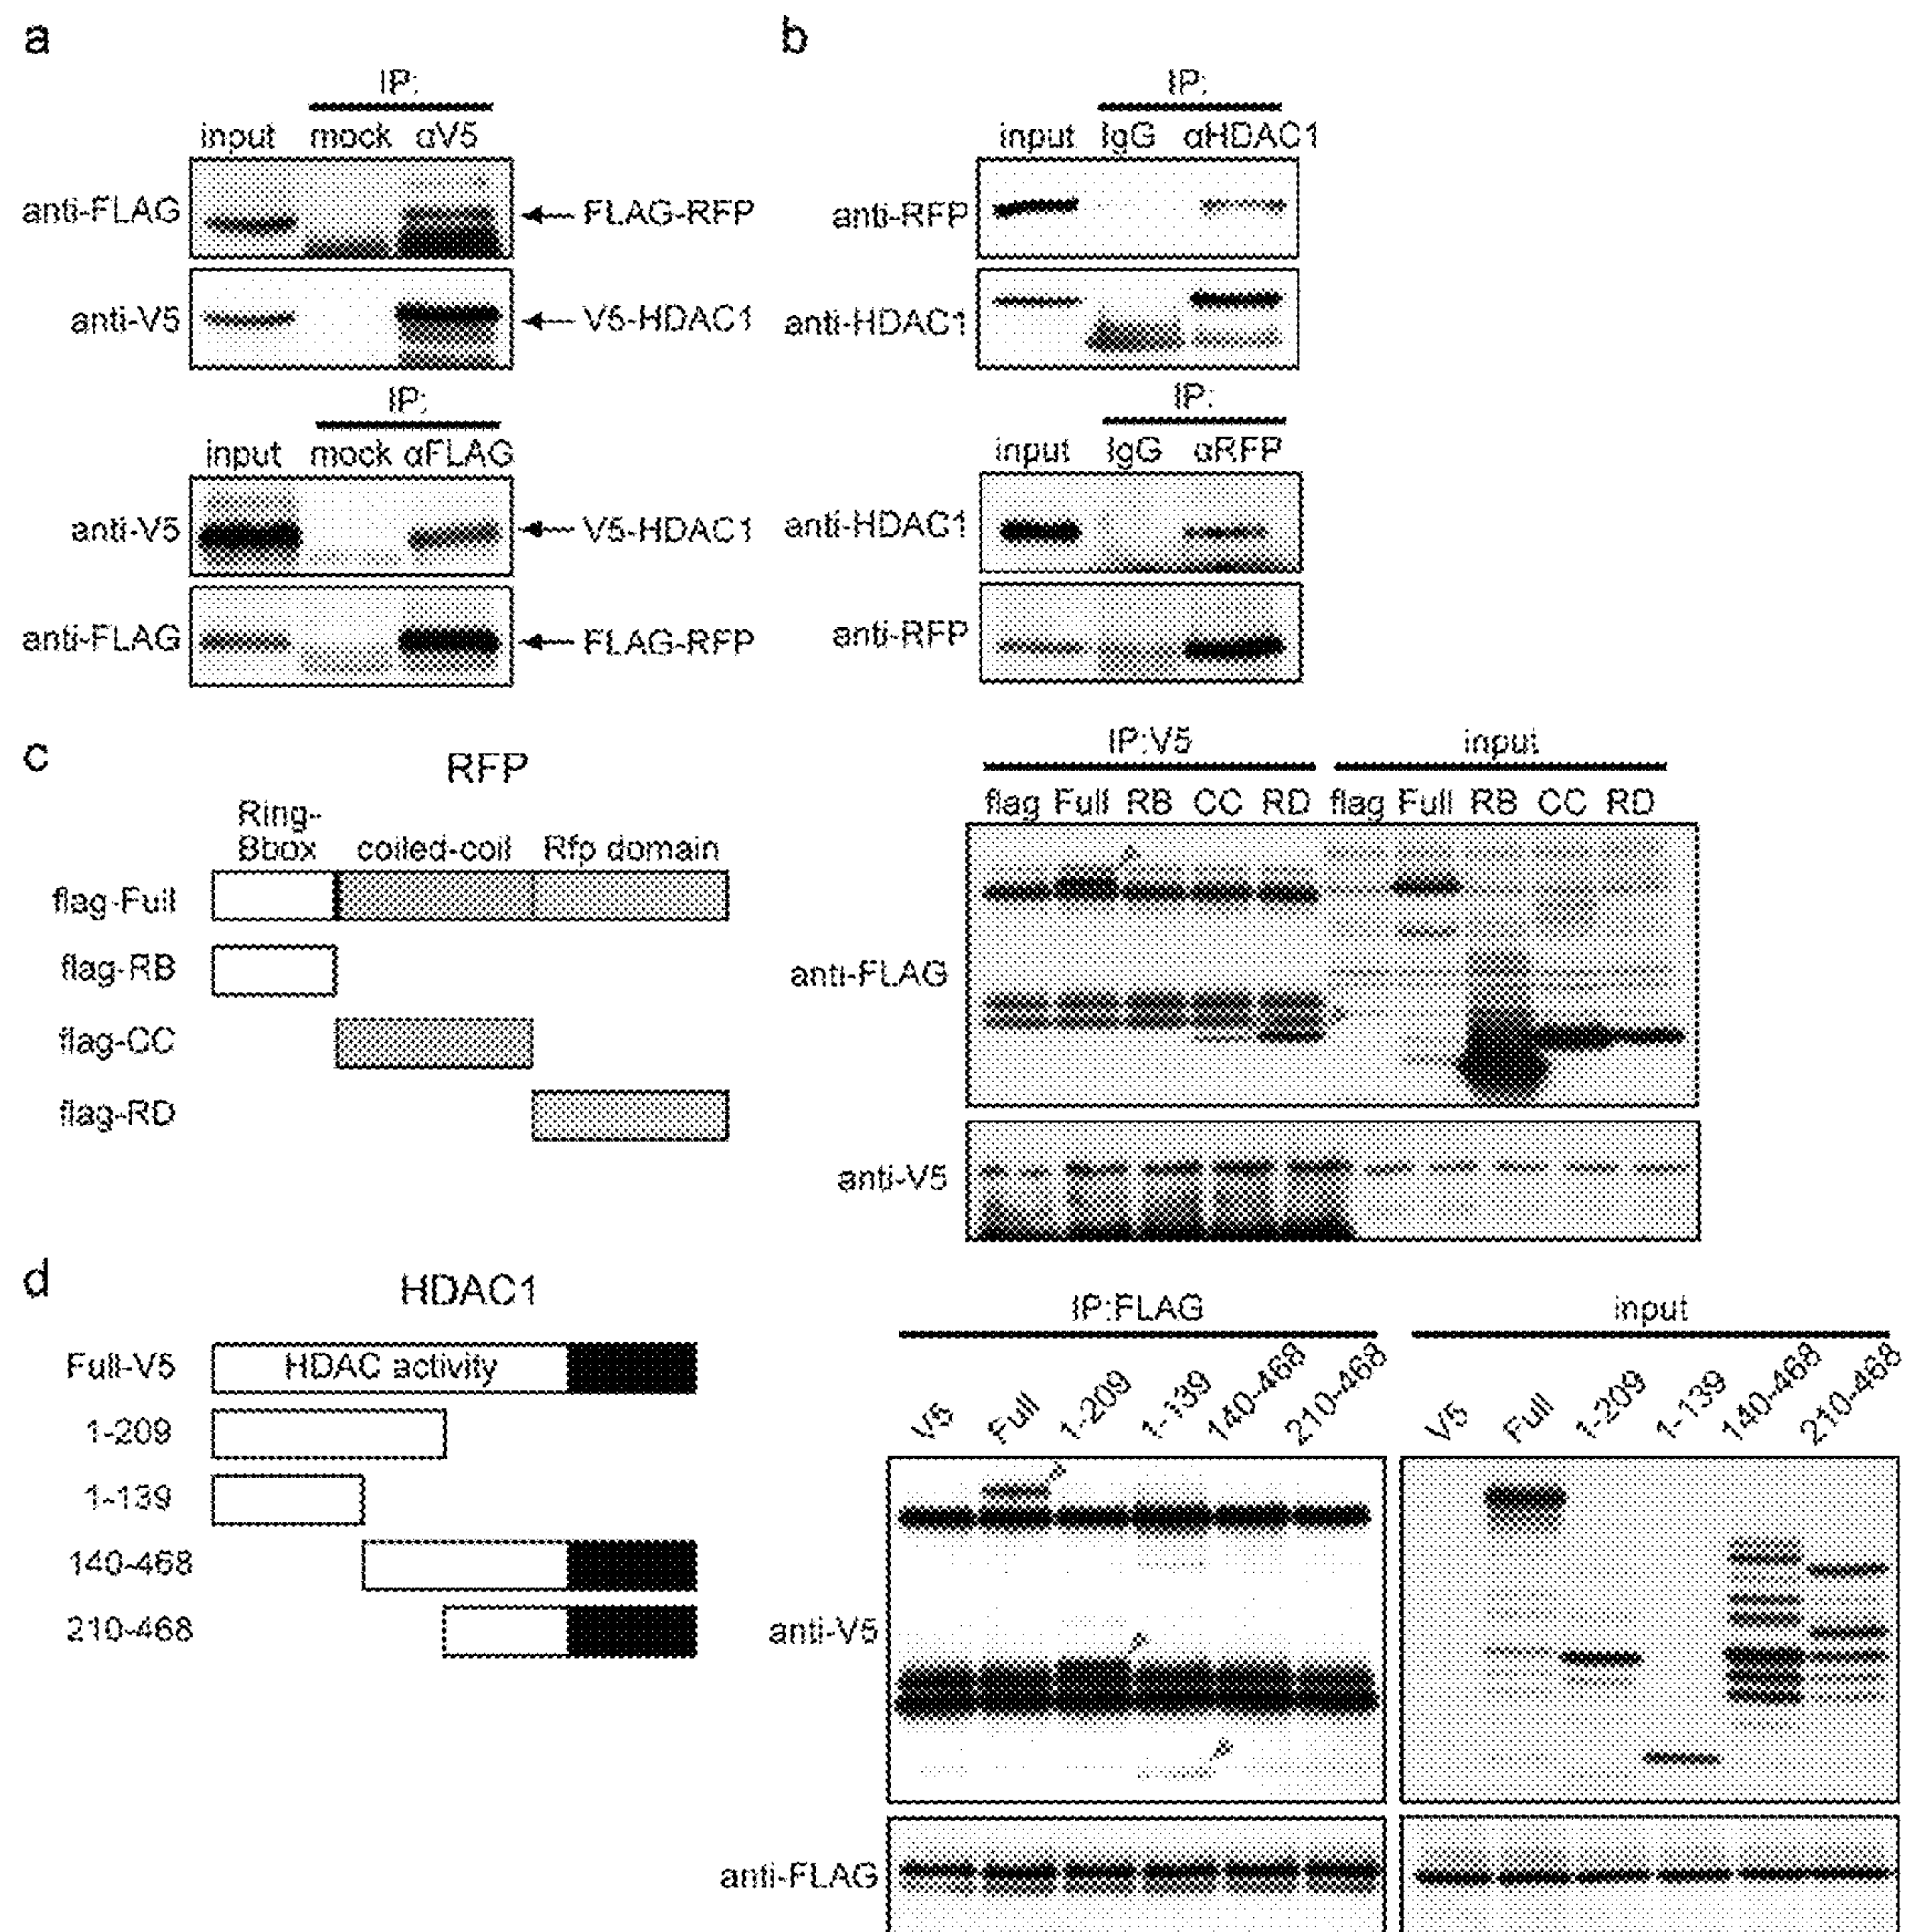 a
IP:
input mock αV5
anti-FLAG
FLAG-RFP
anti-V5
V5-HDAC1
IP:
input mock αFLAG
anti-V5
V5-HDAC1
anti-FLAG
FLAG-RFP
b
IP:
input IgG αHDAC1
anti-RFP
anti-HDAC1
IP:
input IgG αRFP
anti-HDAC1
anti-RFP
c
RFP
Ring-
Bbox coiled-coil Rfp domain
flag-Full
flag-RB
flag-CC
flag-RD
IP:V5 input
flag Full RB CC RD flag Full RB CC RD
anti-FLAG
anti-V5
d
HDAC1
Full-V5 HDAC activity
1-209
1-139
140-468
210-468
IP:FLAG input
V5 Full 1-209 1-139 140-468 210-468 V5 Full 1-209 1-139 140-468 210-468
anti-V5
anti-FLAG